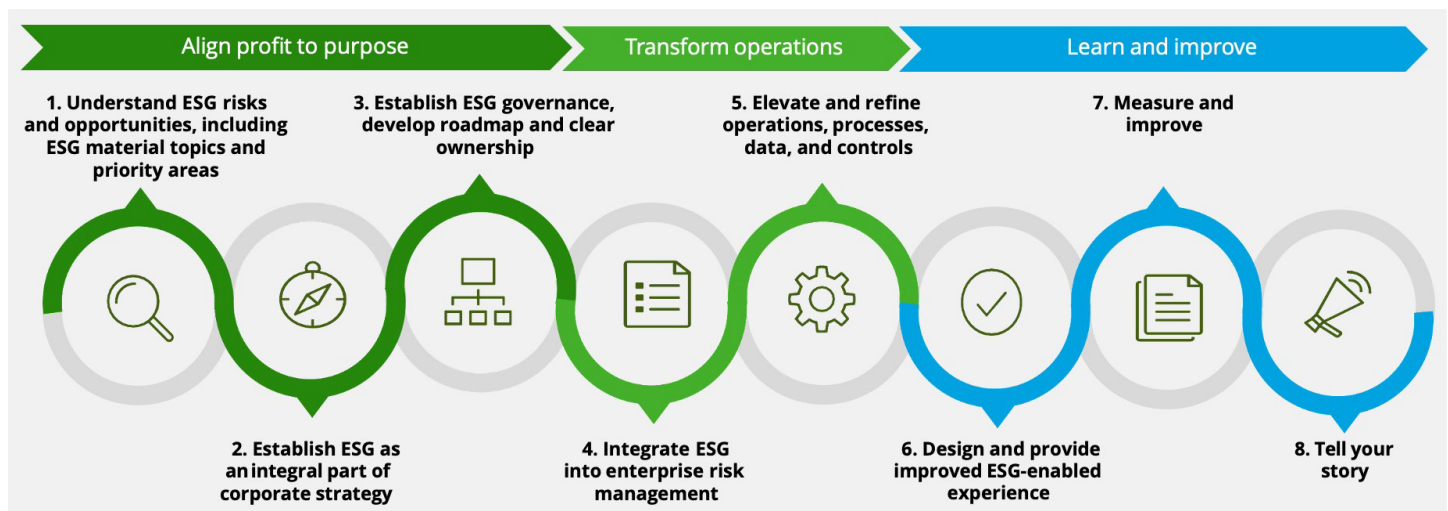 Align profit to purpose
Transform operations
Learn and improve
1. Understand ESG risks
and opportunities, including
ESG material topics and
priority areas
3. Establish ESG governance,
develop roadmap and clear
ownership
5. Elevate and refine
operations, processes,
data, and controls
7. Measure and
improve
2. Establish ESG as
an integral part of
corporate strategy
4. Integrate ESG
into enterprise risk
management
6. Design and provide
improved ESG-enabled
experience
8. Tell your
story